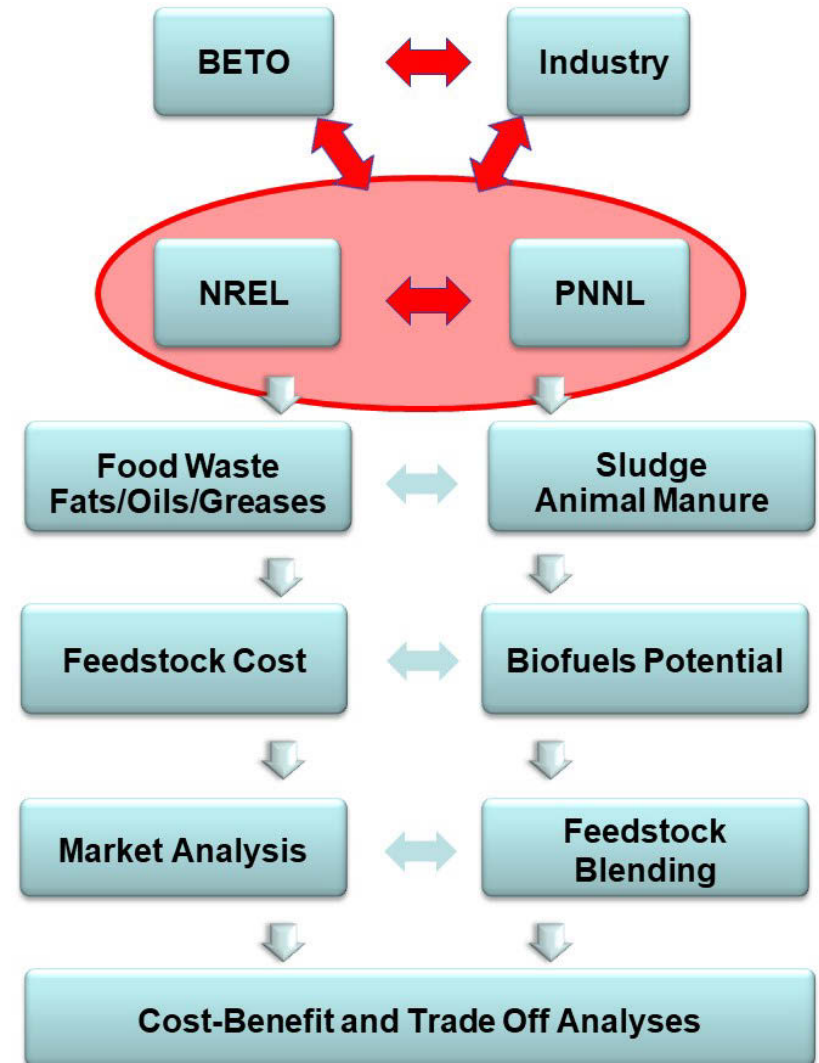 BETO
Industry
NREL
PNNL
Food Waste
Fats/Oils/Greases
Sludge
Animal Manure
Feedstock Cost
Biofuels Potential
Market Analysis
Feedstock
Blending
Cost-Benefit and Trade Off Analyses